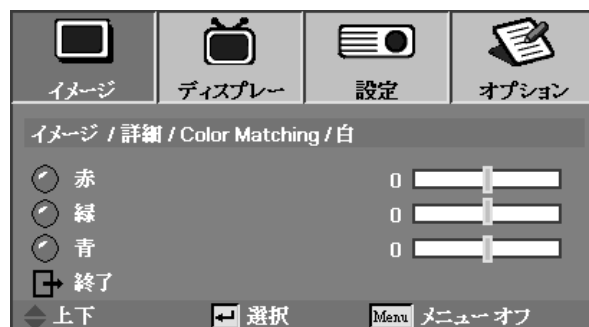 イメージ ディスプレー 設定 オプション
イメージ / 詳細 / Color Matching / 白
赤 0
緑 0
青 0
終了
上下 選択 Menu メニューオフ